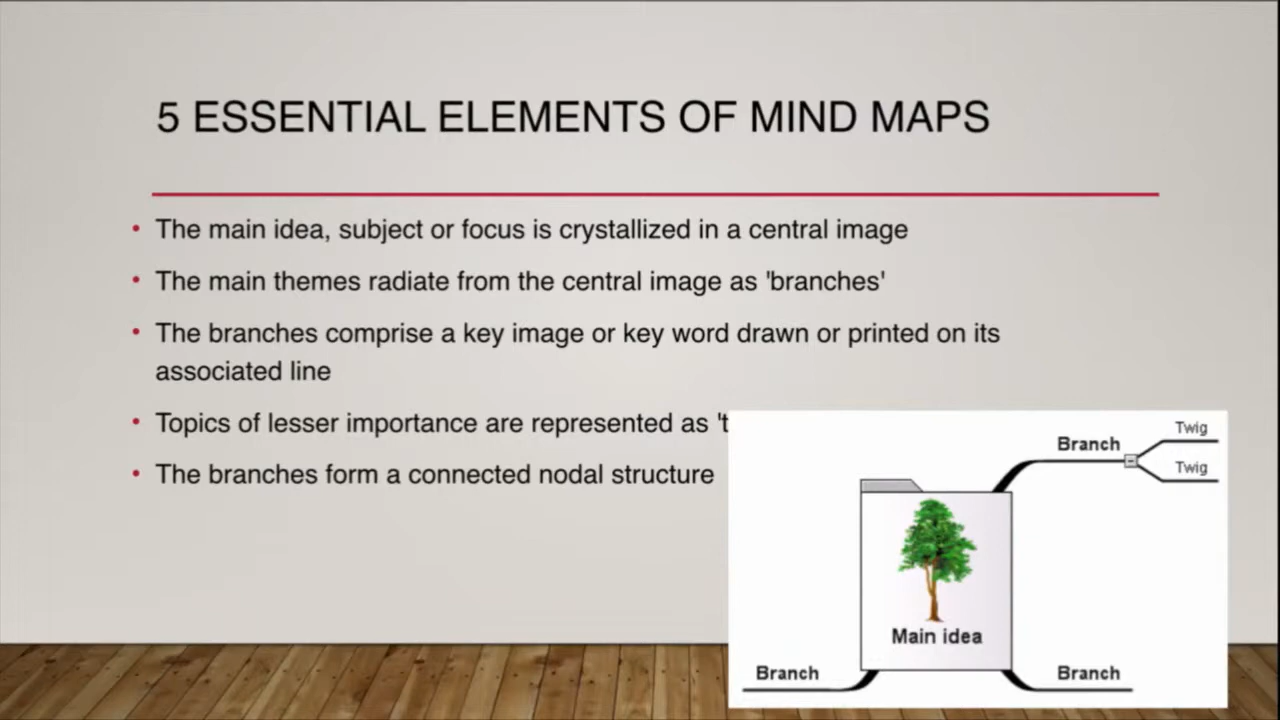 5 ESSENTIAL ELEMENTS OF MIND MAPS
• The main idea, subject or focus is crystallized in a central image
• The main themes radiate from the central image as 'branches'
• The branches comprise a key image or key word drawn or printed on its
associated line
• Topics of lesser importance are represented as
• The branches form a connected nodal structure
Twig
Branch
Twig
Main idea
Branch
Branch